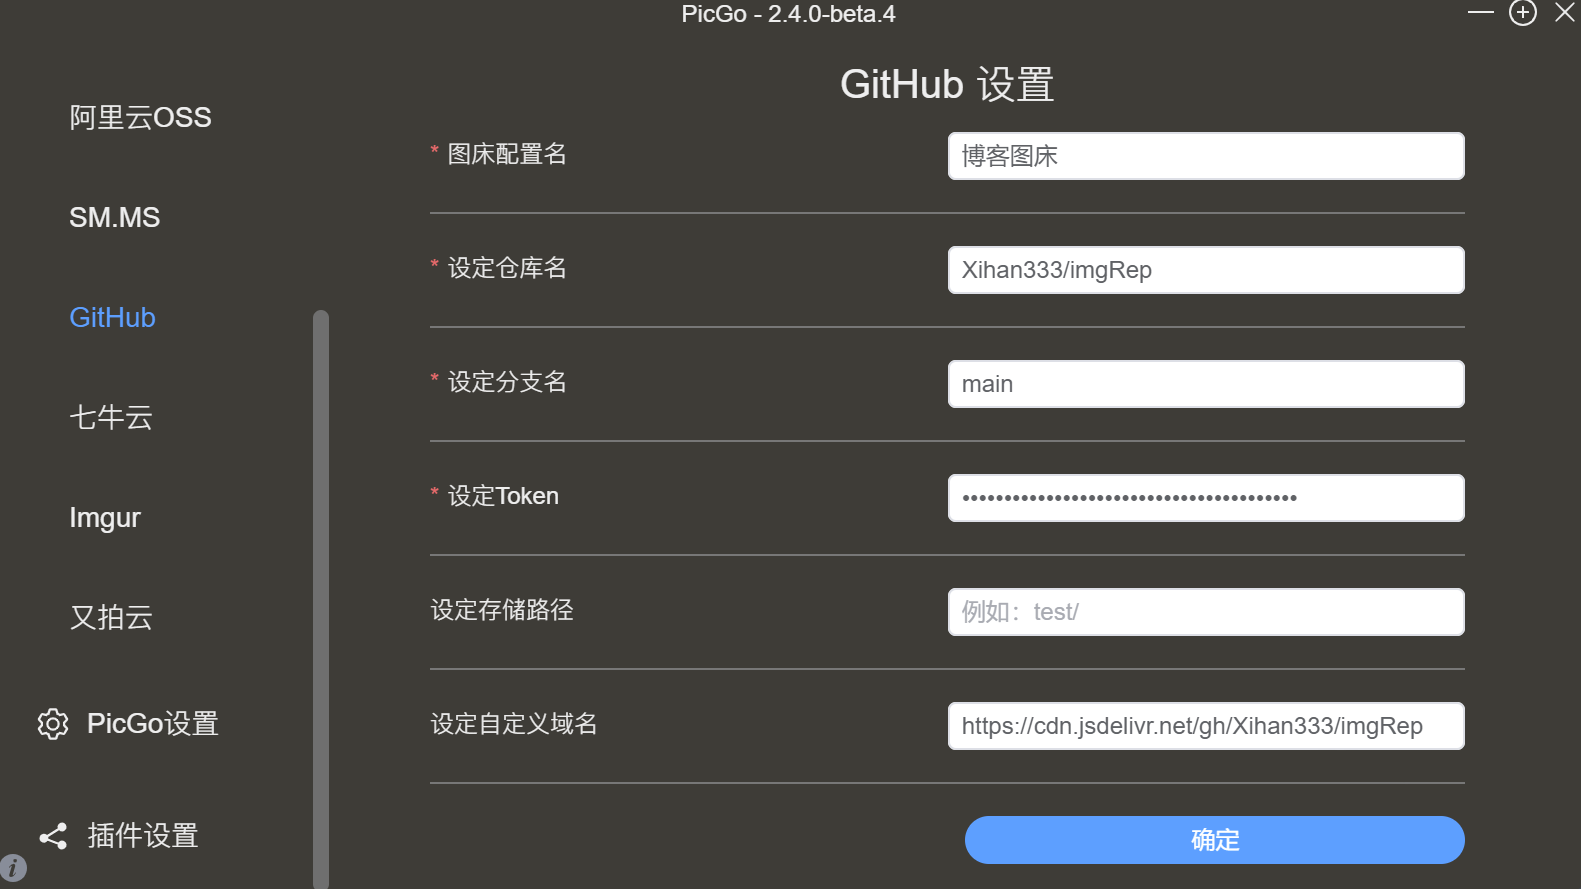 PicGo - 2.4.0-beta.4
阿里云OSS
SM.MS
GitHub
七牛云
Imgur
又拍云
PicGo设置
插件设置
GitHub 设置
* 图床配置名
博客图床
* 设定仓库名
Xihan333/imgRep
* 设定分支名
main
* 设定Token
••••••••••••••••••••••••••••••••••••••••
设定存储路径
例如：test/
设定自定义域名
https://cdn.jsdelivr.net/gh/Xihan333/imgRep
确定